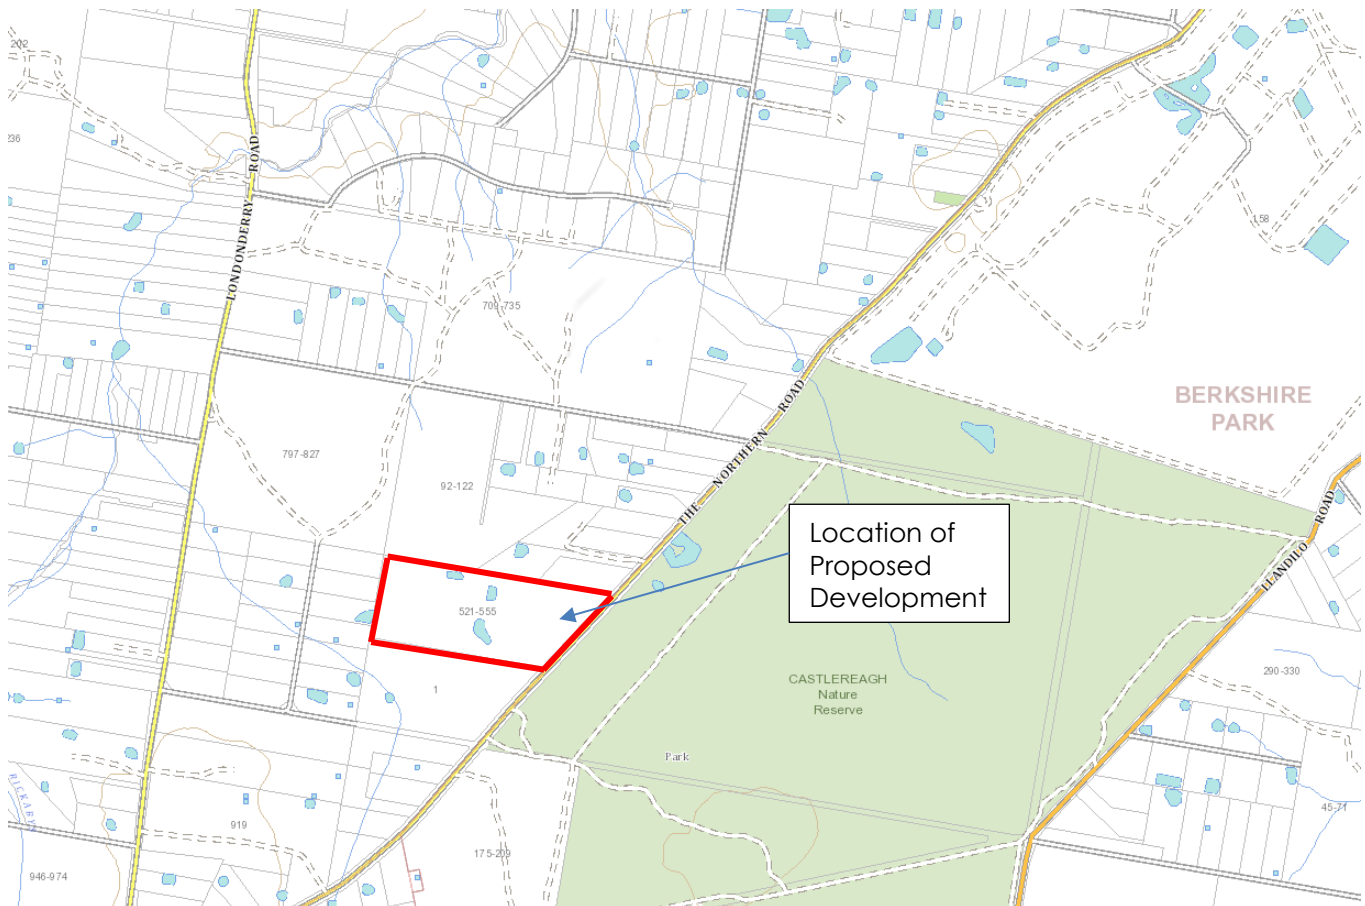 202
236
LONDONDERRY ROAD
158
709-735
BERKSHIRE
PARK
THE NORTHERN ROAD
797-827
92-122
Location of
Proposed
Development
LLANDILO ROAD
521-555
CASTLEREAGH
Nature
Reserve
290-330
1
Park
RICKABYS
45-71
919
175-209
946-974